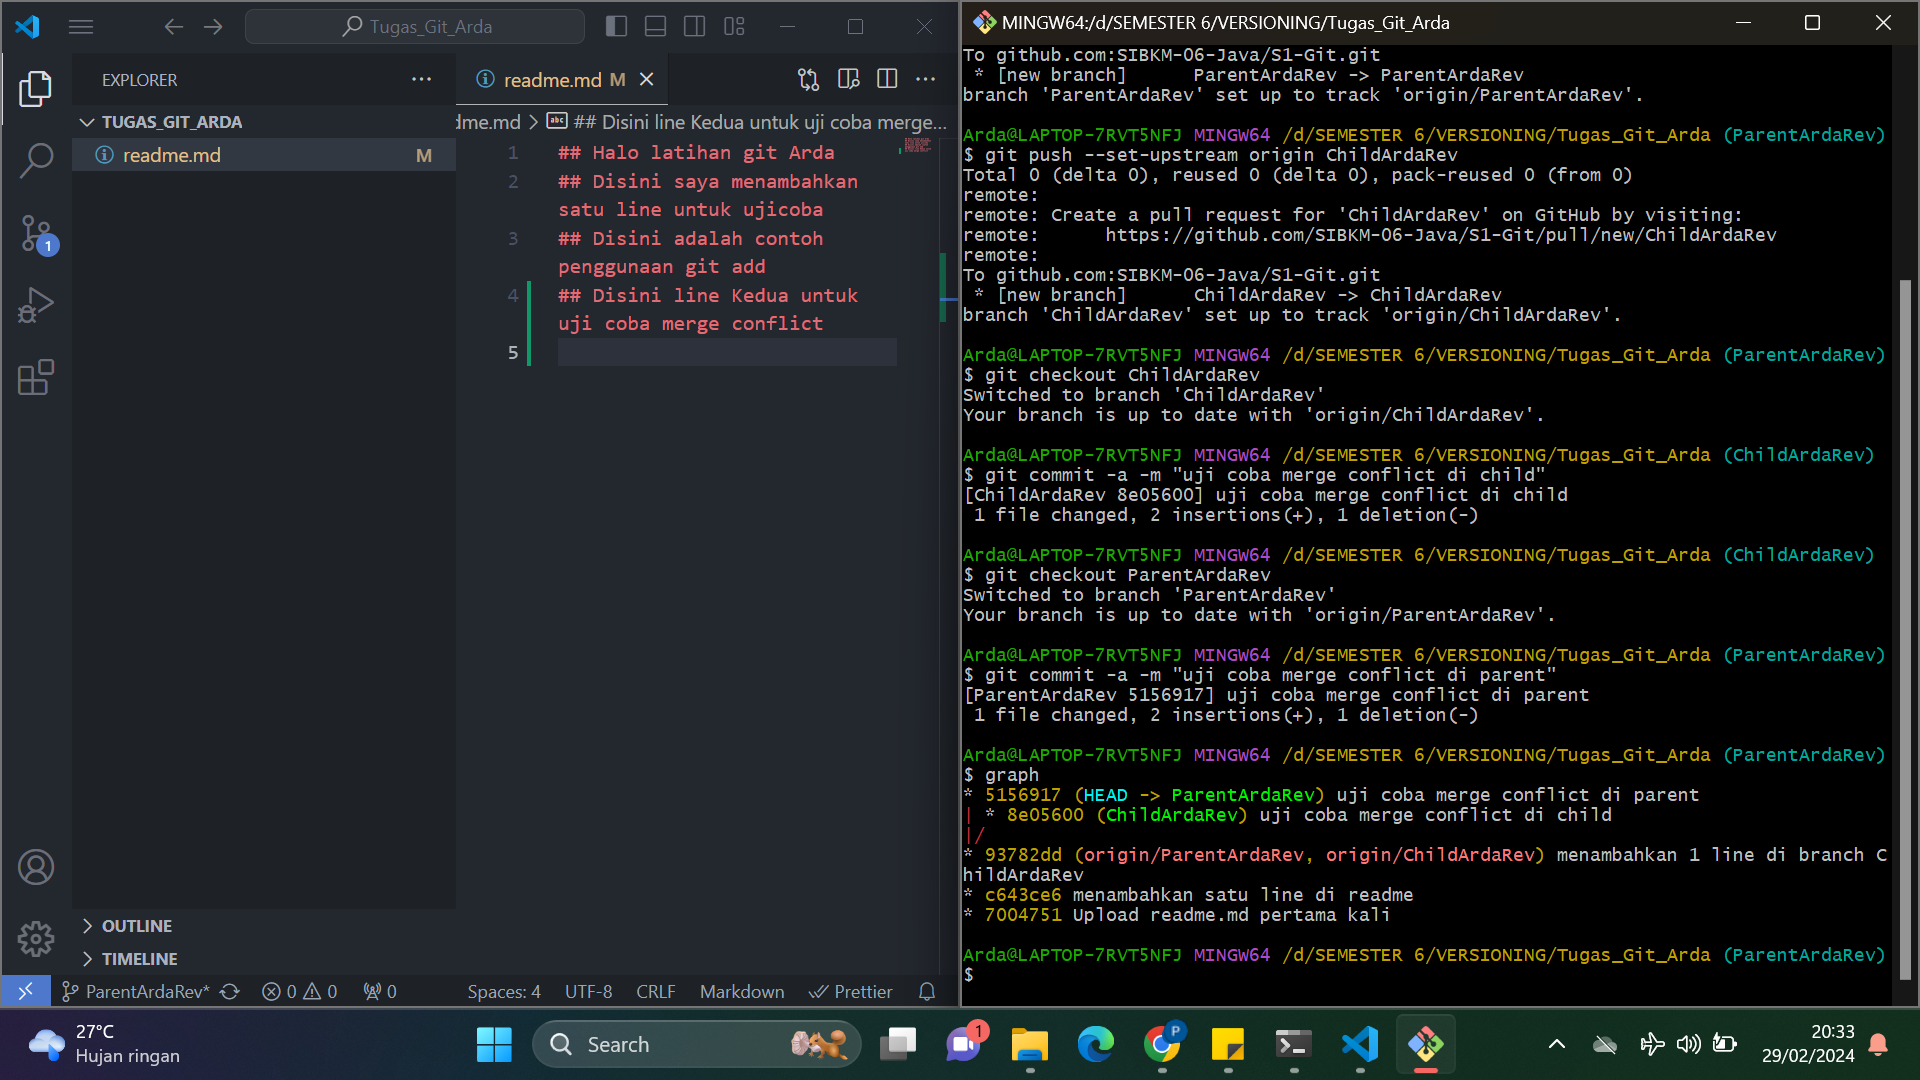 Tugas_Git_Arda
EXPLORER
TUGAS_GIT_ARDA
readme.md M
1
readme.md M
dme.md > ## Disini line Kedua untuk uji coba merge...
1 ## Halo latihan git Arda
2 ## Disini saya menambahkan
satu line untuk ujicoba
3 ## Disini adalah contoh
penggunaan git add
4 ## Disini line Kedua untuk
uji coba merge conflict
5
OUTLINE
TIMELINE
ParentArdaRev* 0 0 0 Spaces: 4 UTF-8 CRLF Markdown Prettier
MINGW64:/d/SEMESTER 6/VERSIONING/Tugas_Git_Arda
To github.com:SIBKM-06-Java/S1-Git.git
 * [new branch]      ParentArdaRev -> ParentArdaRev
branch 'ParentArdaRev' set up to track 'origin/ParentArdaRev'.
Arda@LAPTOP-7RVT5NFJ MINGW64 /d/SEMESTER 6/VERSIONING/Tugas_Git_Arda (ParentArdaRev)
$ git push --set-upstream origin ChildArdaRev
Total 0 (delta 0), reused 0 (delta 0), pack-reused 0 (from 0)
remote:
remote: Create a pull request for 'ChildArdaRev' on GitHub by visiting:
remote:      https://github.com/SIBKM-06-Java/S1-Git/pull/new/ChildArdaRev
remote:
To github.com:SIBKM-06-Java/S1-Git.git
 * [new branch]      ChildArdaRev -> ChildArdaRev
branch 'ChildArdaRev' set up to track 'origin/ChildArdaRev'.
Arda@LAPTOP-7RVT5NFJ MINGW64 /d/SEMESTER 6/VERSIONING/Tugas_Git_Arda (ParentArdaRev)
$ git checkout ChildArdaRev
Switched to branch 'ChildArdaRev'
Your branch is up to date with 'origin/ChildArdaRev'.
Arda@LAPTOP-7RVT5NFJ MINGW64 /d/SEMESTER 6/VERSIONING/Tugas_Git_Arda (ChildArdaRev)
$ git commit -a -m "uji coba merge conflict di child"
[ChildArdaRev 8e05600] uji coba merge conflict di child
 1 file changed, 2 insertions(+), 1 deletion(-)
Arda@LAPTOP-7RVT5NFJ MINGW64 /d/SEMESTER 6/VERSIONING/Tugas_Git_Arda (ChildArdaRev)
$ git checkout ParentArdaRev
Switched to branch 'ParentArdaRev'
Your branch is up to date with 'origin/ParentArdaRev'.
Arda@LAPTOP-7RVT5NFJ MINGW64 /d/SEMESTER 6/VERSIONING/Tugas_Git_Arda (ParentArdaRev)
$ git commit -a -m "uji coba merge conflict di parent"
[ParentArdaRev 5156917] uji coba merge conflict di parent
 1 file changed, 2 insertions(+), 1 deletion(-)
Arda@LAPTOP-7RVT5NFJ MINGW64 /d/SEMESTER 6/VERSIONING/Tugas_Git_Arda (ParentArdaRev)
$ graph
* 5156917 (HEAD -> ParentArdaRev) uji coba merge conflict di parent
| * 8e05600 (ChildArdaRev) uji coba merge conflict di child
|/
* 93782dd (origin/ParentArdaRev, origin/ChildArdaRev) menambahkan 1 line di branch C
hildArdaRev
* c643ce6 menambahkan satu line di readme
* 7004751 Upload readme.md pertama kali
Arda@LAPTOP-7RVT5NFJ MINGW64 /d/SEMESTER 6/VERSIONING/Tugas_Git_Arda (ParentArdaRev)
$
27°C
Hujan ringan
Search
1
P
20:33
29/02/2024